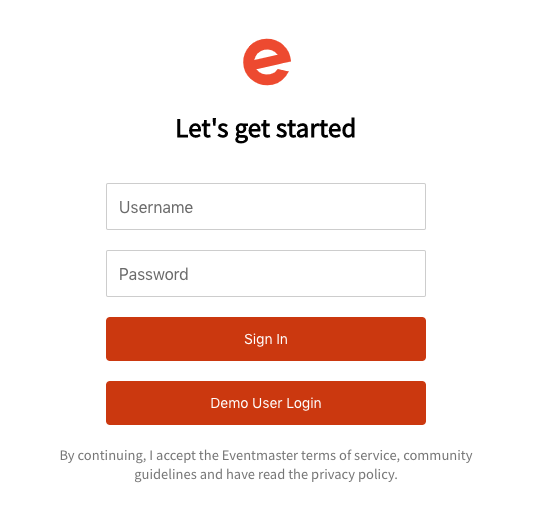 Let's get started
Username
Password
Sign In
Demo User Login
By continuing, I accept the Eventmaster terms of service, community
guidelines and have read the privacy policy.